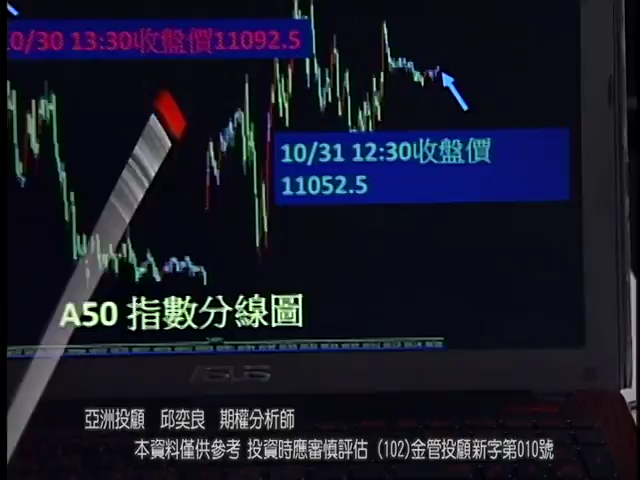 10/30 13:30收盤價11092.5
10/31 12:30收盤價
11052.5
A50 指數分線圖
ASUS
亞洲投顧 邱奕良 期權分析師
本資料僅供參考 投資時應審慎評估 (102)金管投顧新字第010號